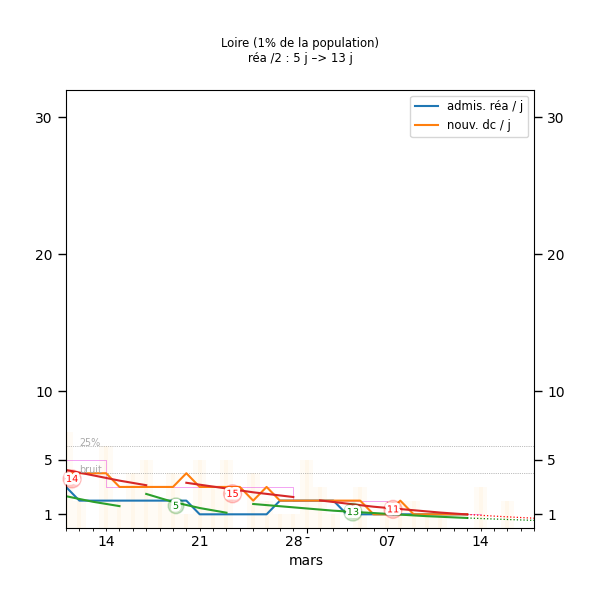 Loire (1% de la population)
réa /2 : 5 j −> 13 j
admis. réa / j
nouv. dc / j
30 30
20 20
10 10
25%
5 5
bruit
14
15
5
13
11
1 1
14 21 28 07 14
mars